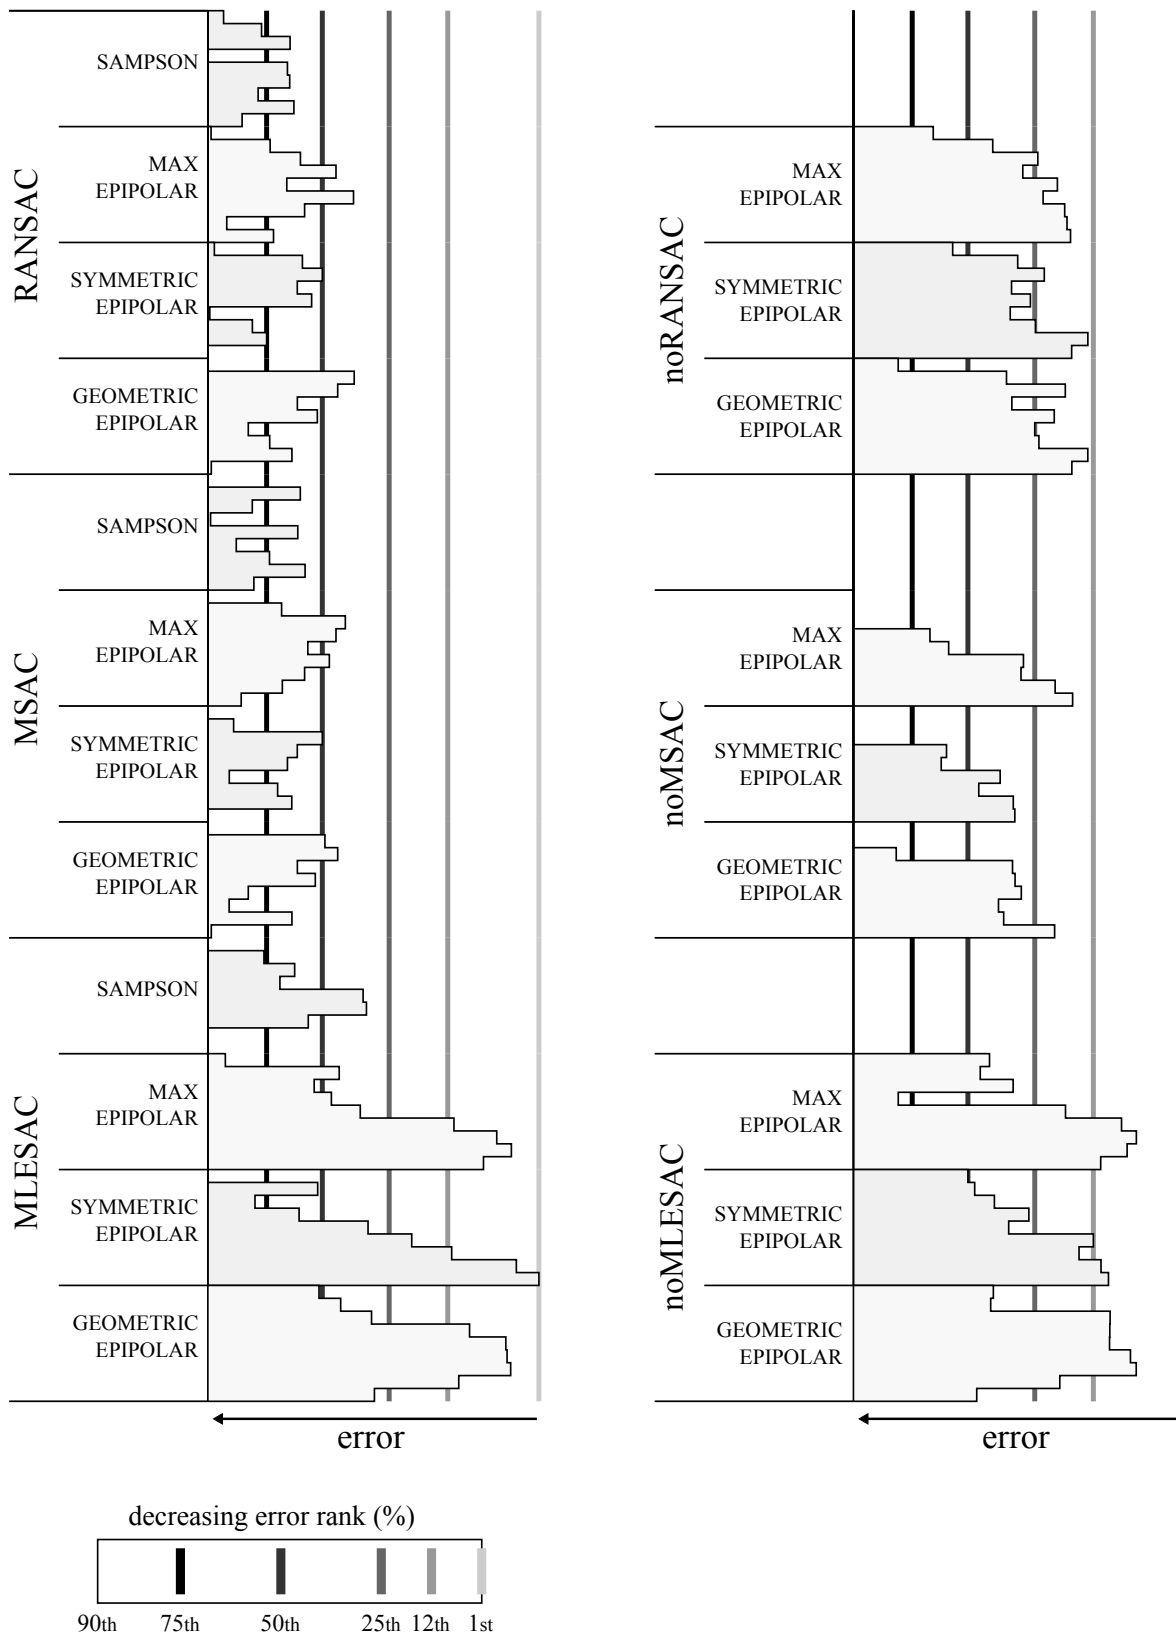 RANSAC
SAMPSON
MAX
EPIPOLAR
SYMMETRIC
EPIPOLAR
GEOMETRIC
EPIPOLAR
MSAC
SAMPSON
MAX
EPIPOLAR
SYMMETRIC
EPIPOLAR
GEOMETRIC
EPIPOLAR
MLESAC
SAMPSON
MAX
EPIPOLAR
SYMMETRIC
EPIPOLAR
GEOMETRIC
EPIPOLAR
error
noRANSAC
MAX
EPIPOLAR
SYMMETRIC
EPIPOLAR
GEOMETRIC
EPIPOLAR
noMSAC
MAX
EPIPOLAR
SYMMETRIC
EPIPOLAR
GEOMETRIC
EPIPOLAR
noMLESAC
MAX
EPIPOLAR
SYMMETRIC
EPIPOLAR
GEOMETRIC
EPIPOLAR
error
decreasing error rank (%)
90th 75th 50th 25th 12th 1st